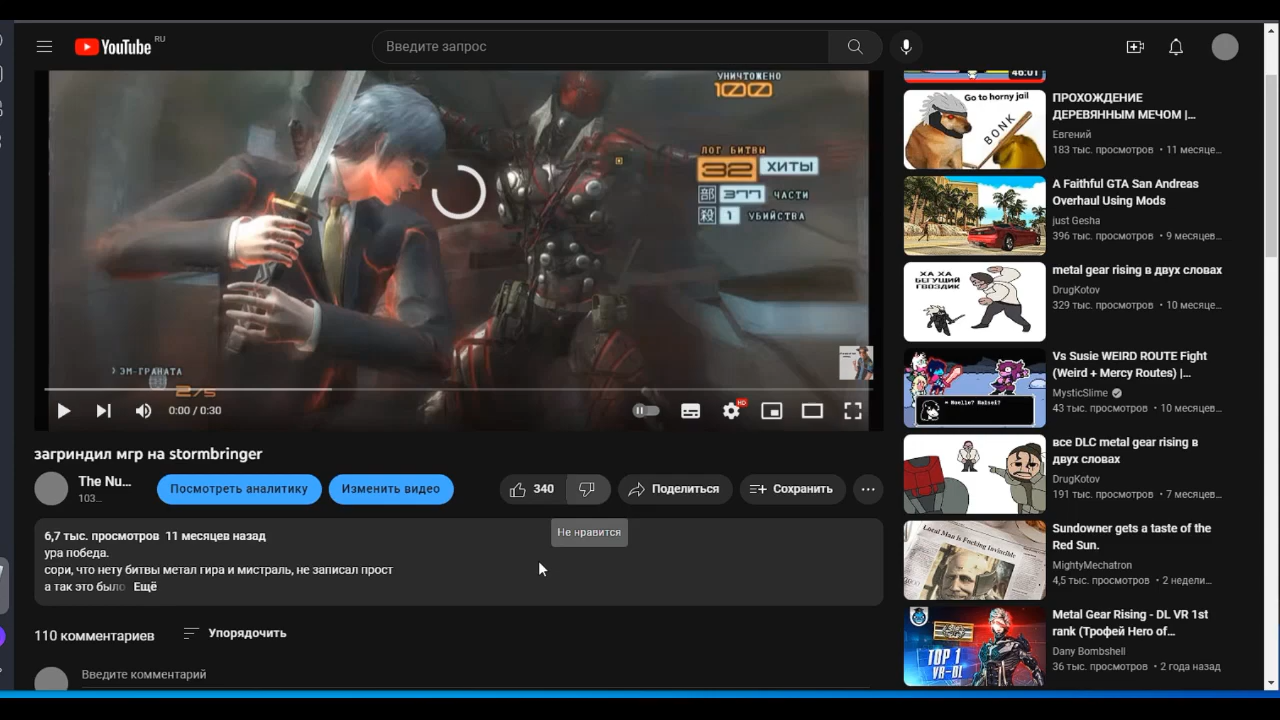 YouTube RU
Введите запрос
УНИЧТОЖЕНО
100
ЛОГ БИТВЫ
32 ХИТЫ
部 377 ЧАСТИ
殺 1 УБИЙСТВА
ЭМ-ГРАНАТА
2/5
0:00 / 0:30
HD
загриндил мгр на stormbringer
The Nu...
103...
Посмотреть аналитику
Изменить видео
340
Поделиться
Сохранить
Не нравится
6,7 тыс. просмотров 11 месяцев назад
ура победа.
сори, что нету битвы метал гира и мистраль, не записал прост
а так это было Ещё
110 комментариев
Упорядочить
Введите комментарий
46:01
Go to horny jail
BONK
ПРОХОЖДЕНИЕ
ДЕРЕВЯННЫМ МЕЧОМ |...
Евгений
183 тыс. просмотров • 11 месяце...
A Faithful GTA San Andreas
Overhaul Using Mods
just Gesha
396 тыс. просмотров • 9 месяцев...
ХА ХА
БЕГУЩИЙ
ГВОЗДИК
metal gear rising в двух словах
DrugKotov
329 тыс. просмотров • 10 месяце...
Vs Susie WEIRD ROUTE Fight
(Weird + Mercy Routes) |...
MysticSlime
43 тыс. просмотров • 10 месяцев...
все DLC metal gear rising в
двух словах
DrugKotov
191 тыс. просмотров • 7 месяцев...
Local Man is Fucking Invincible
Sundowner gets a taste of the
Red Sun.
MightyMechatron
4,5 тыс. просмотров • 2 недели...
TOP 1
VR-DL
Metal Gear Rising - DL VR 1st
rank (Трофей Hero of...
Dany Bombshell
36 тыс. просмотров • 2 года назад